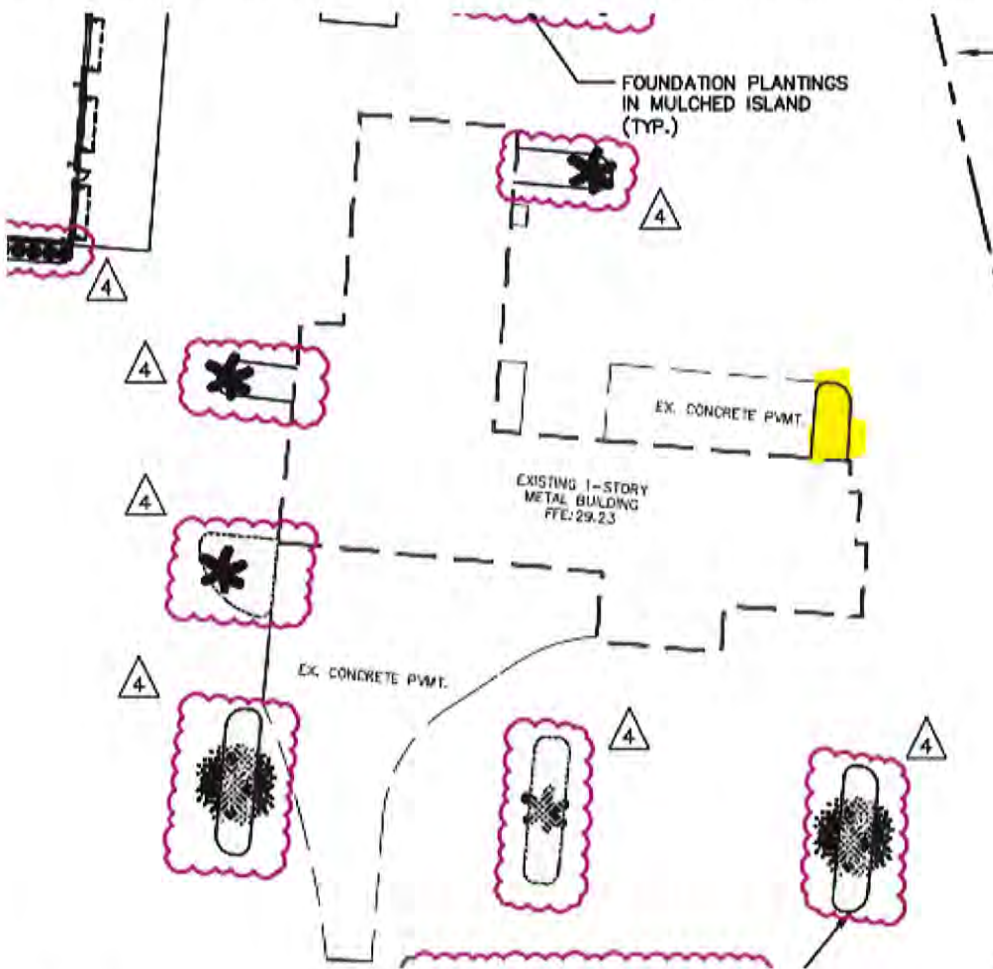 FOUNDATION PLANTINGS
IN MULCHED ISLAND
(TYP.)
4
4
4
EX. CONCRETE PVMT.
4
EXISTING 1-STORY
METAL BUILDING
FFE:29.23
EX. CONCRETE PVMT.
4
4
4